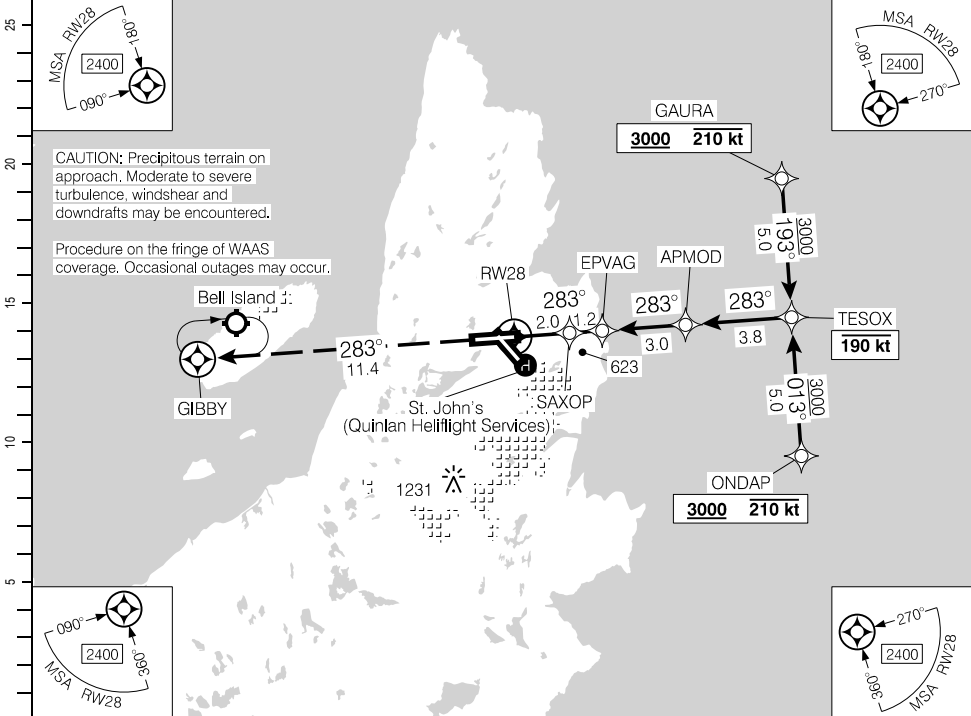 25
20
15
10
5
MSA RW28
180°
2400
090°
MSA RW28
180°
2400
270°
GAURA
3000 210 kt
CAUTION: Precipitous terrain on
approach. Moderate to severe
turbulence, windshear and
downdrafts may be encountered.
Procedure on the fringe of WAAS
coverage. Occasional outages may occur.
3000
193°
5.0
Bell Island
RW28
EPVAG
APMOD
283°
2.0
1.2
283°
3.0
283°
3.8
TESOX
190 kt
283°
11.4
623
GIBBY
St. John's
(Quinlan Heliflight Services)
SAXOP
3000
013°
5.0
1231
ONDAP
3000 210 kt
090°
2400
360°
MSA RW28
270°
2400
360°
MSA RW28
H